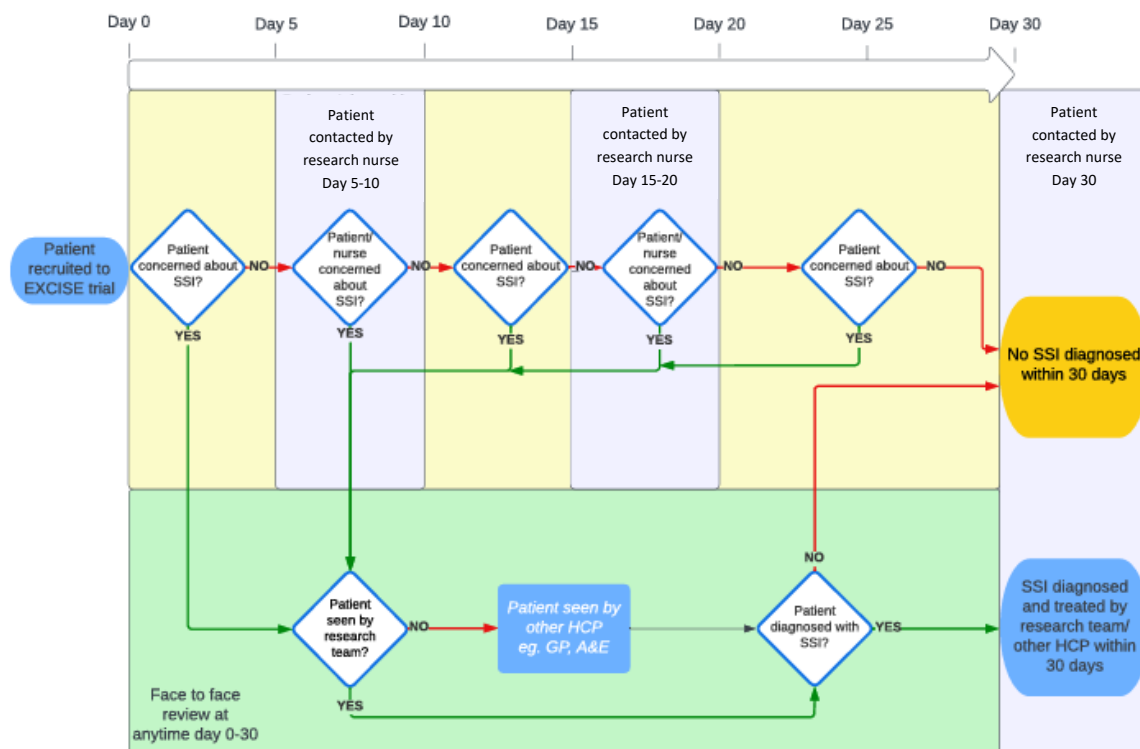 Day 0
Day 5
Day 10
Day 15
Day 20
Day 25
Day 30
Patient
contacted by
research nurse
Day 5-10
Patient
contacted by
research nurse
Day 15-20
Patient
contacted by
research nurse
Day 30
Patient
recruited to
EXCISE trial
Patient
concerned about
SSI?
NO
YES
Patient/
nurse
concerned
about
SSI?
NO
YES
Patient
concerned about
SSI?
NO
YES
Patient/
nurse
concerned
about
SSI?
NO
YES
Patient
concerned about
SSI?
NO
YES
No SSI diagnosed
within 30 days
Patient
seen by
research
team?
NO
YES
Patient seen by
other HCP
eg. GP, A&E
Patient
diagnosed with
SSI?
NO
YES
SSI diagnosed
and treated by
research team/
other HCP within
30 days
Face to face
review at
anytime day 0-30